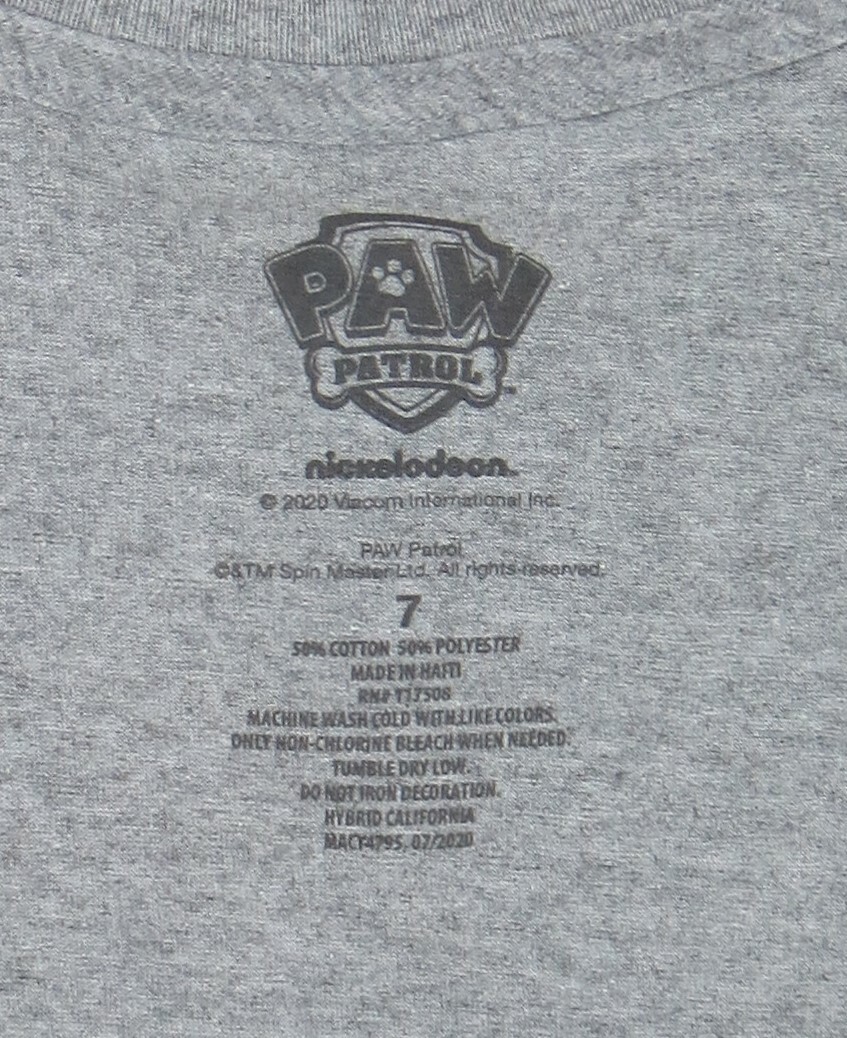 PAW
PATROL
nickelodeon™
© 2020 Viacom International Inc.
PAW Patrol
©&TM Spin Master Ltd. All rights reserved.
7
50% COTTON 50% POLYESTER
MADE IN HAITI
RN# 117508
MACHINE WASH COLD WITH LIKE COLORS.
ONLY NON-CHLORINE BLEACH WHEN NEEDED.
TUMBLE DRY LOW.
DO NOT IRON DECORATION.
HYBRID CALIFORNIA
MACY4795, 07/2020